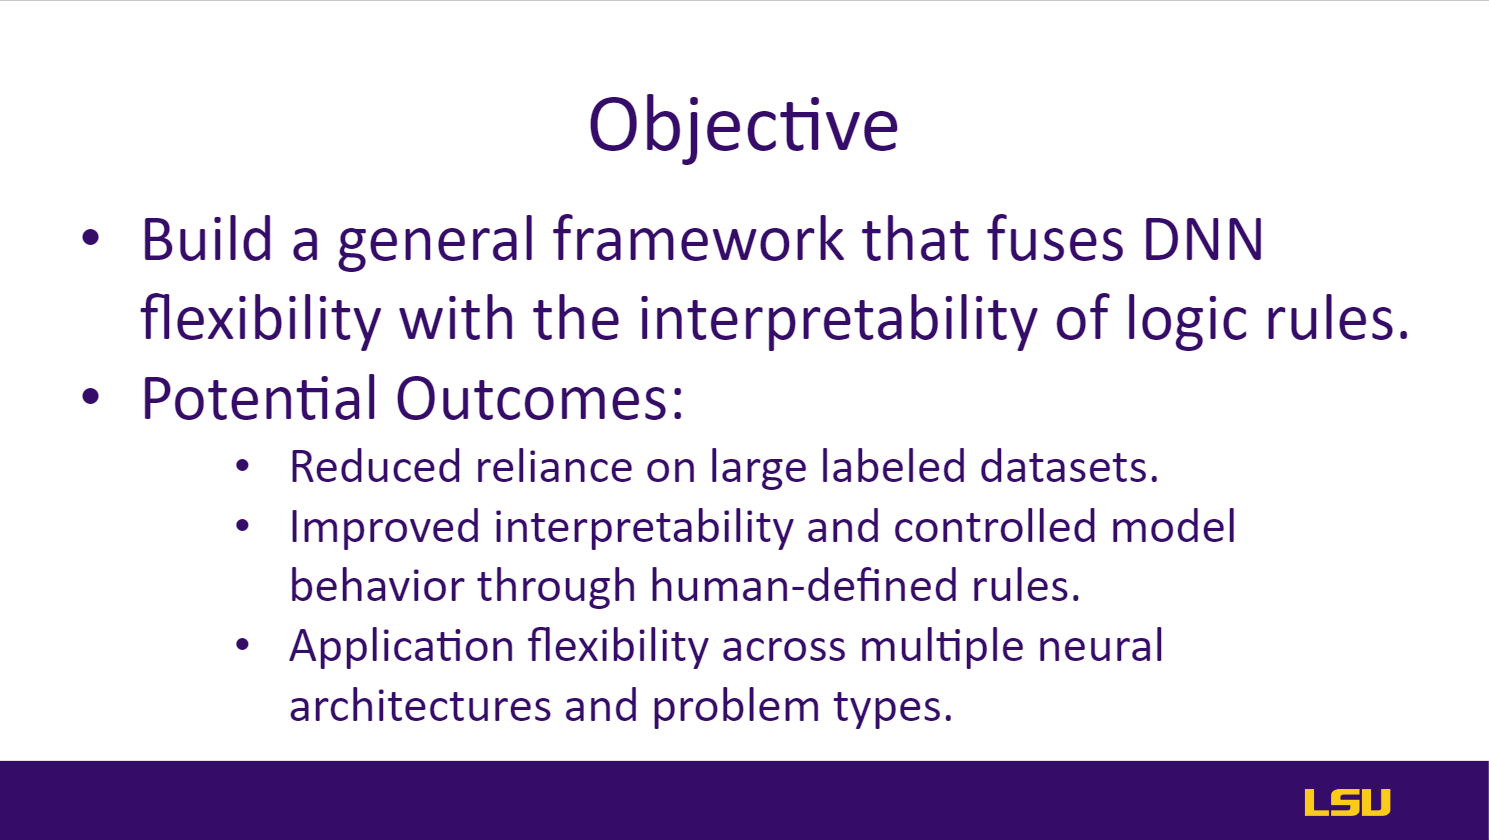 Objective
• Build a general framework that fuses DNN
flexibility with the interpretability of logic rules.
• Potential Outcomes:
• Reduced reliance on large labeled datasets.
• Improved interpretability and controlled model
behavior through human-defined rules.
• Application flexibility across multiple neural
architectures and problem types.
LSU